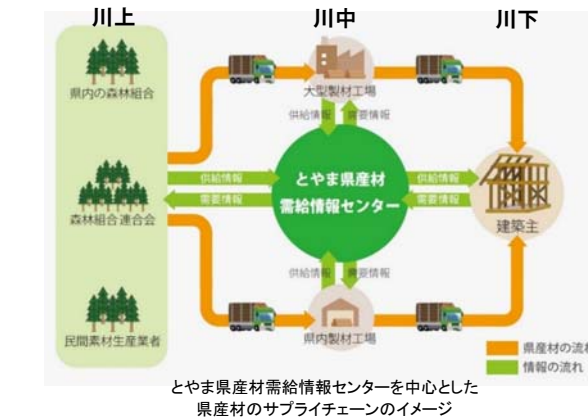 川上
川中
川下
県内の森林組合
大型製材工場
供給情報
需要情報
供給情報
需要情報
とやま県産材
需給情報センター
供給情報
需要情報
森林組合連合会
建築主
供給情報
需要情報
民間素材生産業者
県内製材工場
県産材の流れ
情報の流れ
とやま県産材需給情報センターを中心とした
県産材のサプライチェーンのイメージ